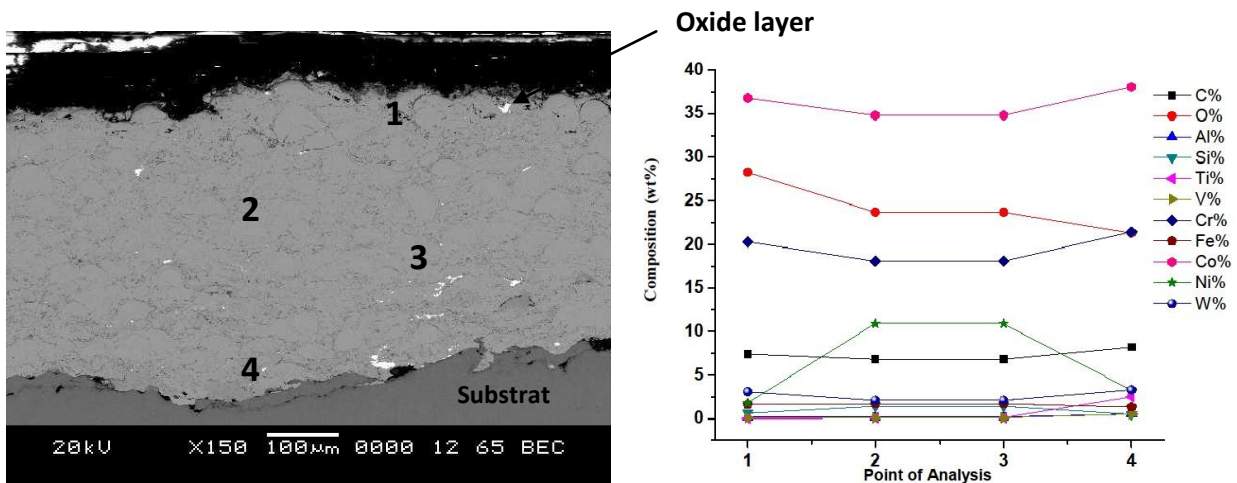 Oxide layer
1
2
3
4
Substrat
20kV X150 100µm 0000 12 65 BEC
40
35
30
25
20
15
10
5
0
Composition (wt%)
1 2 3 4
Point of Analysis
C%
O%
Al%
Si%
Ti%
V%
Cr%
Fe%
Co%
Ni%
W%